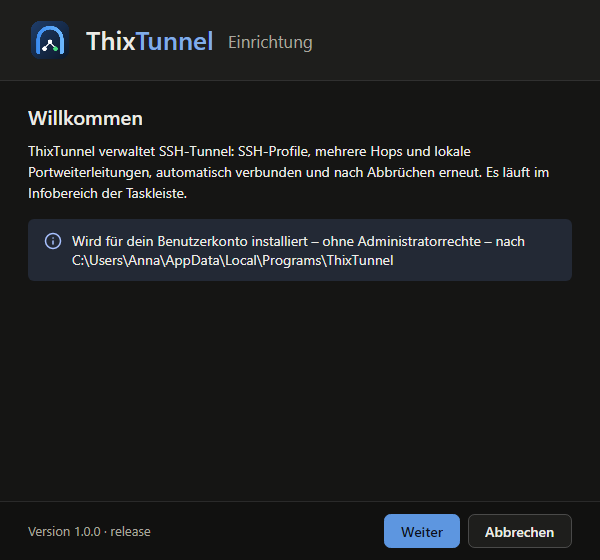 ThixTunnel Einrichtung
Willkommen
ThixTunnel verwaltet SSH-Tunnel: SSH-Profile, mehrere Hops und lokale
Portweiterleitungen, automatisch verbunden und nach Abbrüchen erneut. Es läuft im
Infobereich der Taskleiste.
Wird für dein Benutzerkonto installiert – ohne Administratorrechte – nach
C:\Users\Anna\AppData\Local\Programs\ThixTunnel
Version 1.0.0 · release
Weiter
Abbrechen